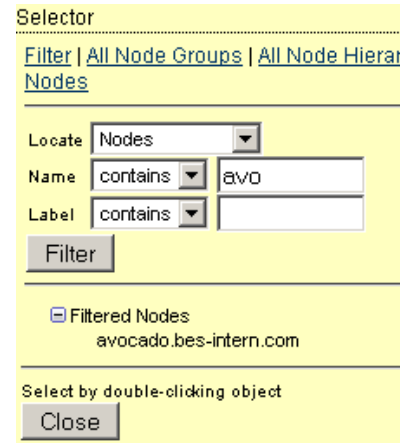 Selector
Filter | All Node Groups | All Node Hierar
Nodes
Locate Nodes
Name contains avo
Label contains
Filter
Filtered Nodes
avocado.bes-intern.com
Select by double-clicking object
Close